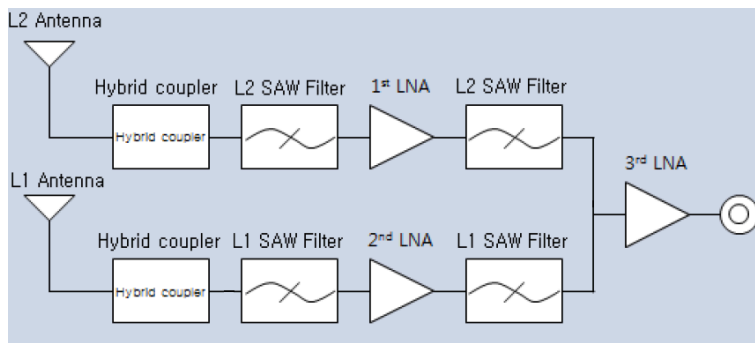 L2 Antenna
Hybrid coupler
L2 SAW Filter
1st LNA
L2 SAW Filter
Hybrid coupler
L1 Antenna
3rd LNA
Hybrid coupler
L1 SAW Filter
2nd LNA
L1 SAW Filter
Hybrid coupler